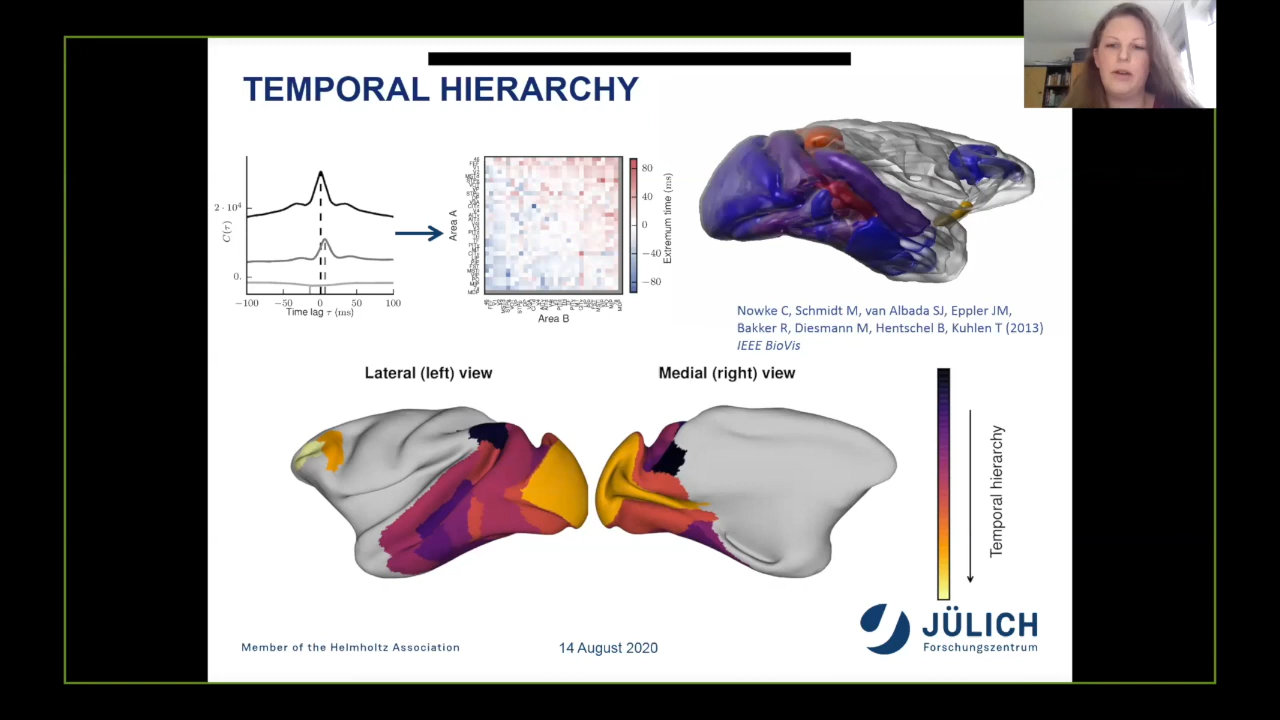 TEMPORAL HIERARCHY
2·10⁴
0.
C(τ)
−100 −50 0 50 100
Time lag τ (ms)
Area A
Area B
80
40
0
−40
−80
Extremum time (ms)
Nowke C, Schmidt M, van Albada SJ, Eppler JM,
Bakker R, Diesmann M, Hentschel B, Kuhlen T (2013)
IEEE BioVis
Lateral (left) view
Medial (right) view
Temporal hierarchy
Member of the Helmholtz Association
14 August 2020
JÜLICH
Forschungszentrum